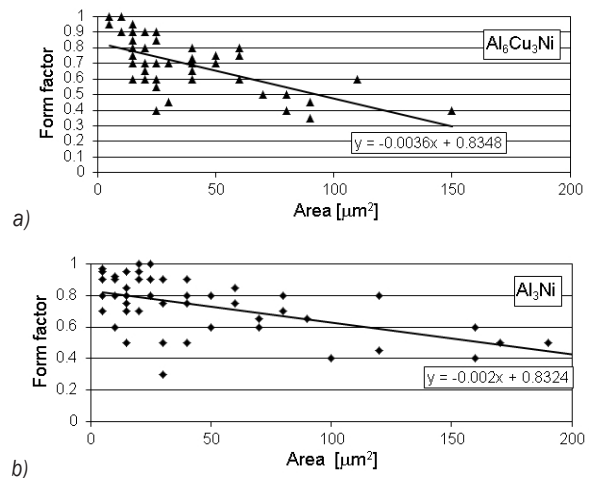 Form factor
1
0.9
0.8
0.7
0.6
0.5
0.4
0.3
0.2
0.1
0
Al₆Cu₃Ni
y = -0.0036x + 0.8348
0 50 100 150 200
Area [μm²]
a)
Form factor
1
0.8
0.6
0.4
0.2
0
Al₃Ni
y = -0.002x + 0.8324
0 50 100 150 200
Area [μm²]
b)